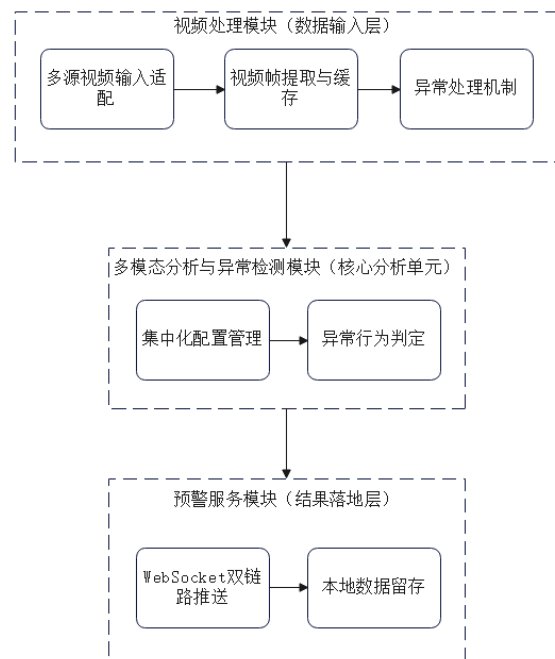 视频处理模块（数据输入层）
多源视频输入适
配
视频帧提取与缓
存
异常处理机制
多模态分析与异常检测模块（核心分析单元）
集中化配置管理
异常行为判定
预警服务模块（结果落地层）
WebSocket双链
路推送
本地数据留存